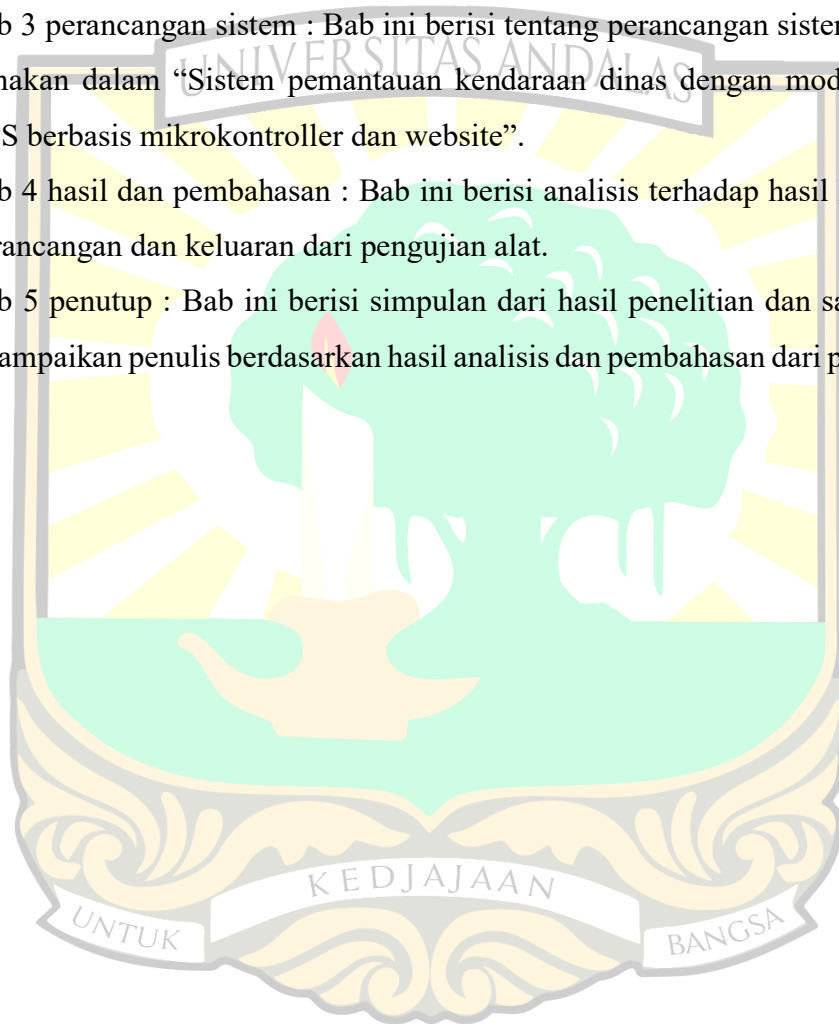 b 3 perancangan sistem : Bab ini berisi tentang perancangan sister
nakan dalam “Sistem pemantauan kendaraan dinas dengan mod
S berbasis mikrokontroller dan website”.
b 4 hasil dan pembahasan : Bab ini berisi analisis terhadap hasil
rancangan dan keluaran dari pengujian alat.
b 5 penutup : Bab ini berisi simpulan dari hasil penelitian dan sa
ampaikan penulis berdasarkan hasil analisis dan pembahasan dari p
UNIVERSITAS ANDALAS
KEDJAJAAN
UNTUK
BANGSA